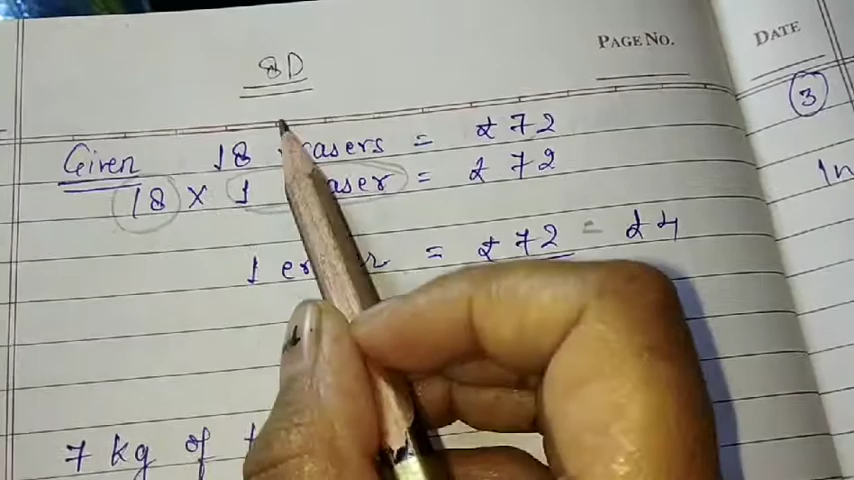 8D
PAGE NO.
DATE
Given 18 erasers = ₹72
18 × 1 eraser = ₹72
1 = ₹72 = ₹4
7 kg of
3
In